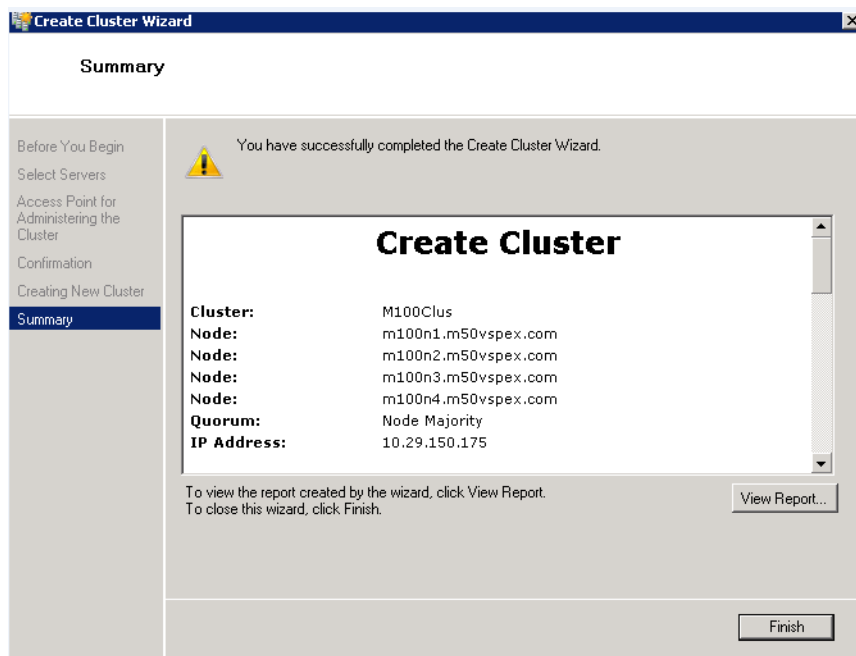 Create Cluster Wizard
Summary
Before You Begin
Select Servers
Access Point for
Administering the
Cluster
Confirmation
Creating New Cluster
Summary
You have successfully completed the Create Cluster Wizard.
Create Cluster
Cluster: M100Clus
Node: m100n1.m50vspex.com
Node: m100n2.m50vspex.com
Node: m100n3.m50vspex.com
Node: m100n4.m50vspex.com
Quorum: Node Majority
IP Address: 10.29.150.175
To view the report created by the wizard, click View Report.
To close this wizard, click Finish.
View Report...
Finish